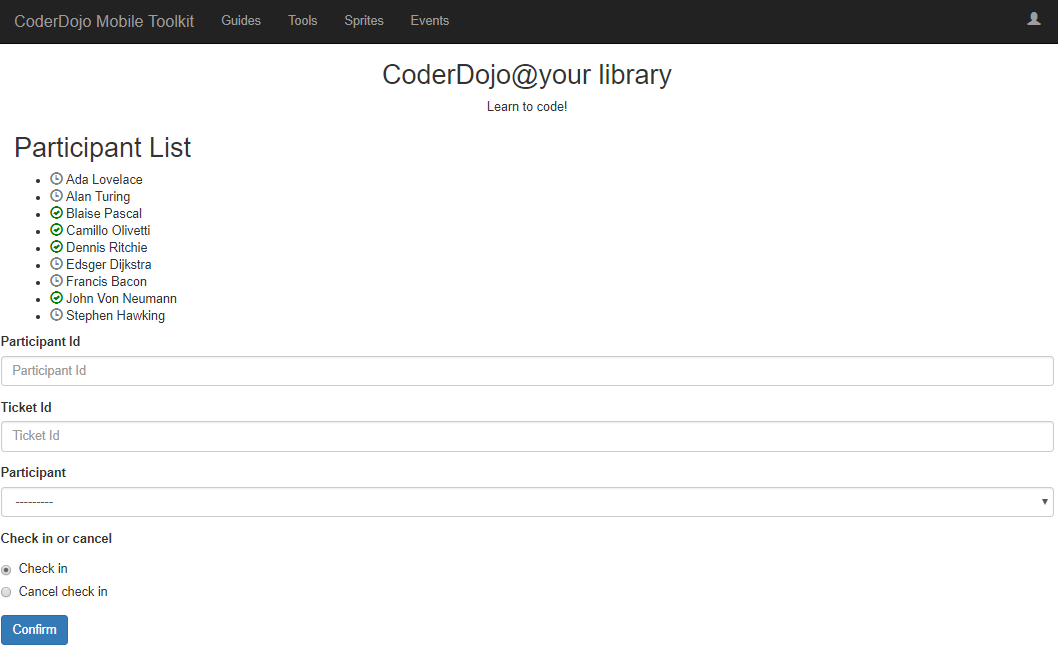 CoderDojo Mobile Toolkit Guides Tools Sprites Events
CoderDojo@your library
Learn to code!
Participant List
Ada Lovelace
Alan Turing
Blaise Pascal
Camillo Olivetti
Dennis Ritchie
Edsger Dijkstra
Francis Bacon
John Von Neumann
Stephen Hawking
Participant Id
Participant Id
Ticket Id
Ticket Id
Participant
---------
Check in or cancel
Check in
Cancel check in
Confirm